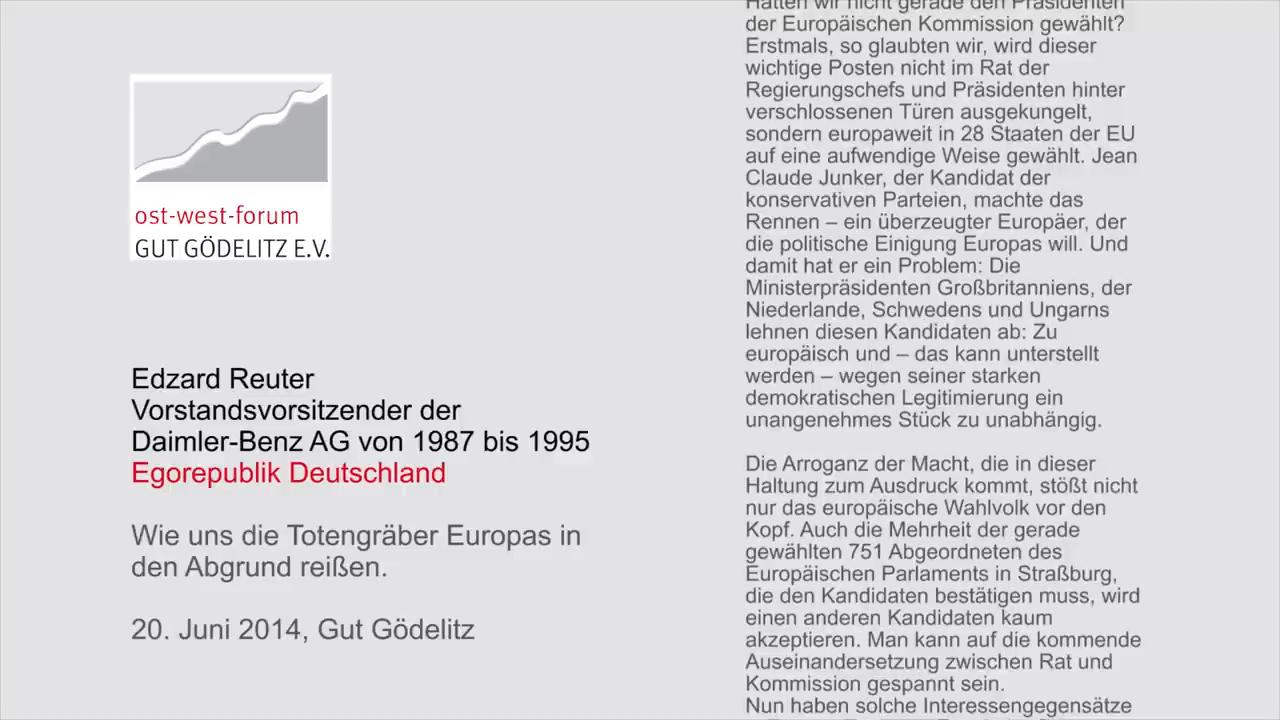 ost-west-forum
GUT GÖDELITZ E.V.
Edzard Reuter
Vorstandsvorsitzender der
Daimler-Benz AG von 1987 bis 1995
Egorepublik Deutschland
Wie uns die Totengräber Europas in
den Abgrund reißen.
20. Juni 2014, Gut Gödelitz
Hatten wir nicht gerade den Präsidenten
der Europäischen Kommission gewählt?
Erstmals, so glaubten wir, wird dieser
wichtige Posten nicht im Rat der
Regierungschefs und Präsidenten hinter
verschlossenen Türen ausgekungelt,
sondern europaweit in 28 Staaten der EU
auf eine aufwendige Weise gewählt. Jean
Claude Junker, der Kandidat der
konservativen Parteien, machte das
Rennen – ein überzeugter Europäer, der
die politische Einigung Europas will. Und
damit hat er ein Problem: Die
Ministerpräsidenten Großbritanniens, der
Niederlande, Schwedens und Ungarns
lehnen diesen Kandidaten ab: Zu
europäisch und – das kann unterstellt
werden – wegen seiner starken
demokratischen Legitimierung ein
unangenehmes Stück zu unabhängig.
Die Arroganz der Macht, die in dieser
Haltung zum Ausdruck kommt, stößt nicht
nur das europäische Wahlvolk vor den
Kopf. Auch die Mehrheit der gerade
gewählten 751 Abgeordneten des
Europäischen Parlaments in Straßburg,
die den Kandidaten bestätigen muss, wird
einen anderen Kandidaten kaum
akzeptieren. Man kann auf die kommende
Auseinandersetzung zwischen Rat und
Kommission gespannt sein.
Nun haben solche Interessengegensätze